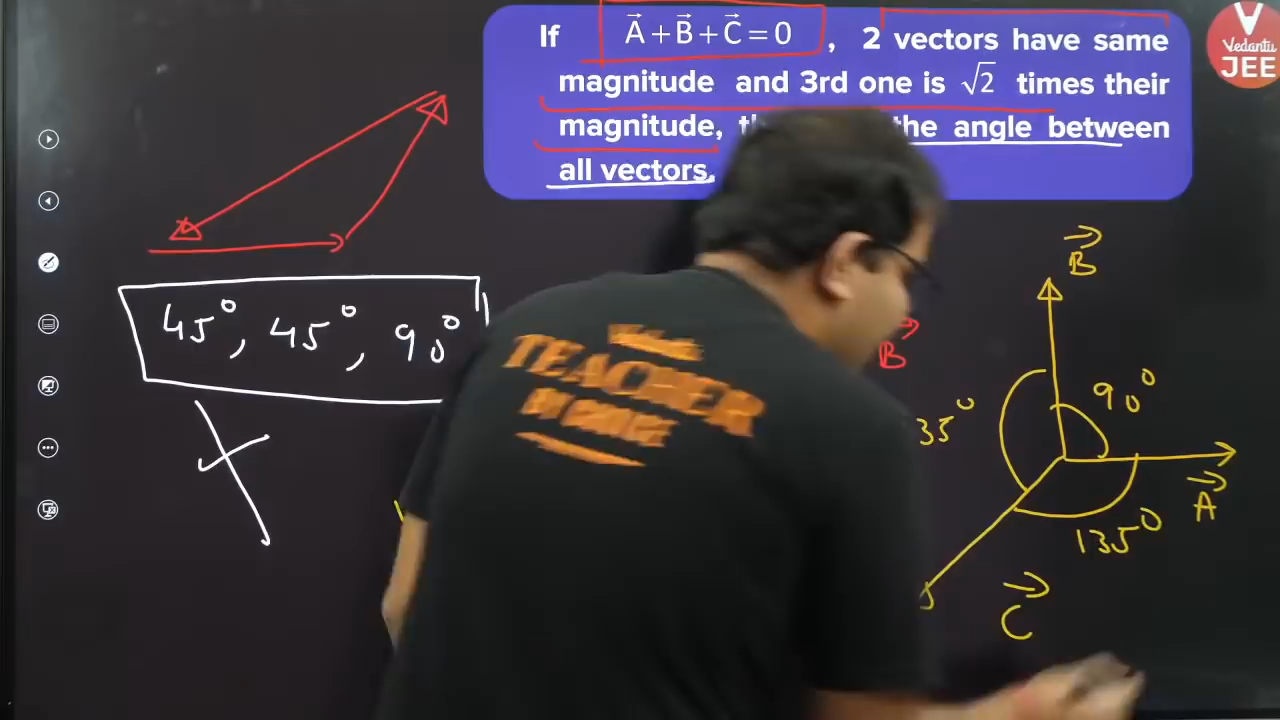 If A⃗+B⃗+C⃗=0 , 2 vectors have same
magnitude and 3rd one is √2 times their
magnitude, the angle between
all vectors.
Vedantu
JEE
45°, 45°, 90°
TEACHER
B⃗
B⃗
90°
35°
A⃗
135°
C⃗